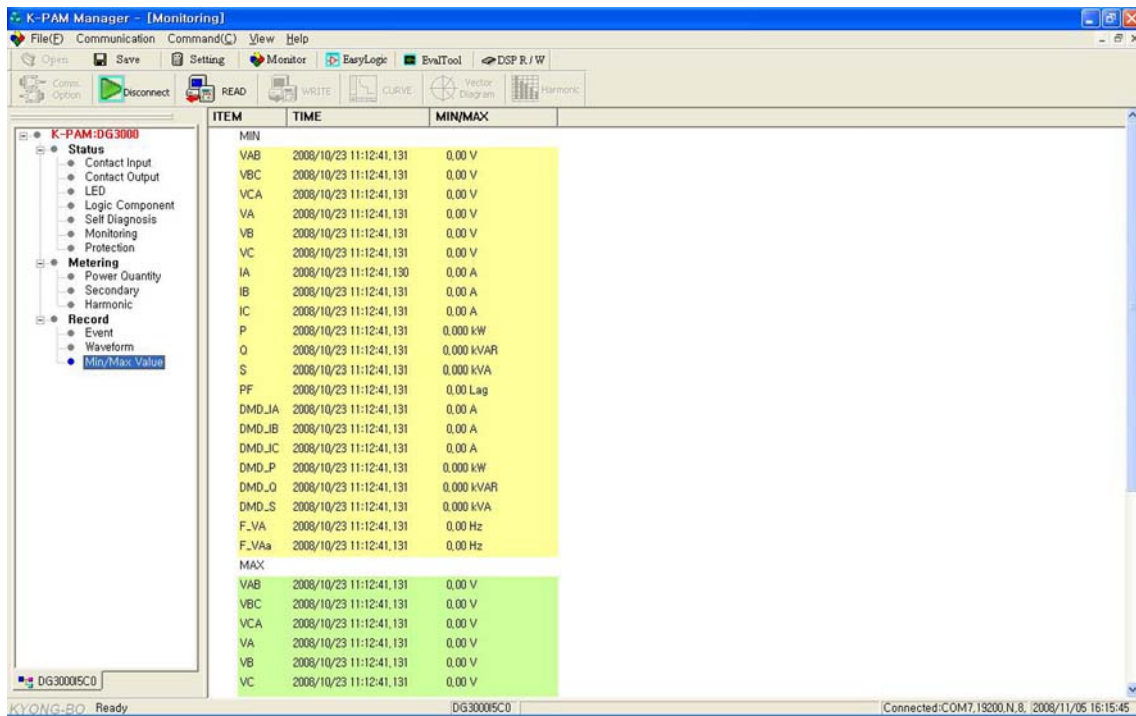 K-PAM Manager - [Monitoring]
File(F) Communication Command(C) View Help
Open Save Setting Monitor EasyLogic EvalTool DSP R / W
Comm. Option Disconnect READ WRITE CURVE Vector Diagram Harmonic
K-PAM:DG3000
Status
Contact Input
Contact Output
LED
Logic Component
Self Diagnosis
Monitoring
Protection
Metering
Power Quantity
Secondary
Harmonic
Record
Event
Waveform
Min/Max Value
DG3000I5C0
ITEM TIME MIN/MAX
MIN
VAB 2008/10/23 11:12:41,131 0,00 V
VBC 2008/10/23 11:12:41,131 0,00 V
VCA 2008/10/23 11:12:41,131 0,00 V
VA 2008/10/23 11:12:41,131 0,00 V
VB 2008/10/23 11:12:41,131 0,00 V
VC 2008/10/23 11:12:41,131 0,00 V
IA 2008/10/23 11:12:41,130 0,00 A
IB 2008/10/23 11:12:41,131 0,00 A
IC 2008/10/23 11:12:41,131 0,00 A
P 2008/10/23 11:12:41,131 0,000 kW
Q 2008/10/23 11:12:41,131 0,000 kVAR
S 2008/10/23 11:12:41,131 0,000 kVA
PF 2008/10/23 11:12:41,131 0,00 Lag
DMD_IA 2008/10/23 11:12:41,131 0,00 A
DMD_IB 2008/10/23 11:12:41,131 0,00 A
DMD_IC 2008/10/23 11:12:41,131 0,00 A
DMD_P 2008/10/23 11:12:41,131 0,000 kW
DMD_Q 2008/10/23 11:12:41,131 0,000 kVAR
DMD_S 2008/10/23 11:12:41,131 0,000 kVA
F_VA 2008/10/23 11:12:41,131 0,00 Hz
F_VAa 2008/10/23 11:12:41,131 0,00 Hz
MAX
VAB 2008/10/23 11:12:41,131 0,00 V
VBC 2008/10/23 11:12:41,131 0,00 V
VCA 2008/10/23 11:12:41,131 0,00 V
VA 2008/10/23 11:12:41,131 0,00 V
VB 2008/10/23 11:12:41,131 0,00 V
VC 2008/10/23 11:12:41,131 0,00 V
KYONG-BO Ready DG3000I5C0 Connected:COM7,19200,N,8, 2008/11/05 16:15:45